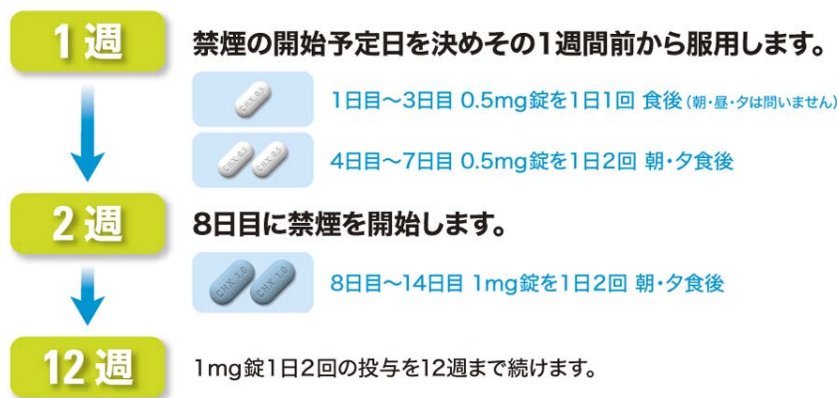 1週
禁煙の開始予定日を決めその1週間前から服用します。
CHX 0.5
1日目〜3日目 0.5mg錠を1日1回 食後(朝・昼・夕は問いません)
CHX 0.5 CHX 0.5
4日目〜7日目 0.5mg錠を1日2回 朝・夕食後
2週
8日目に禁煙を開始します。
CHX 1.0 CHX 1.0
8日目〜14日目 1mg錠を1日2回 朝・夕食後
12週
1mg錠1日2回の投与を12週まで続けます。